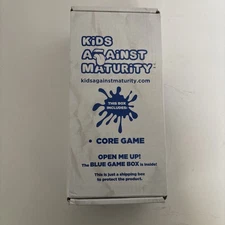 KiDS
AGAiNST
MATURiTY
kidsagainstmaturity.com
THIS BOX
INCLUDES:
• CORE GAME
OPEN ME UP!
The BLUE GAME BOX is inside!
This is just a shipping box
to protect the product.